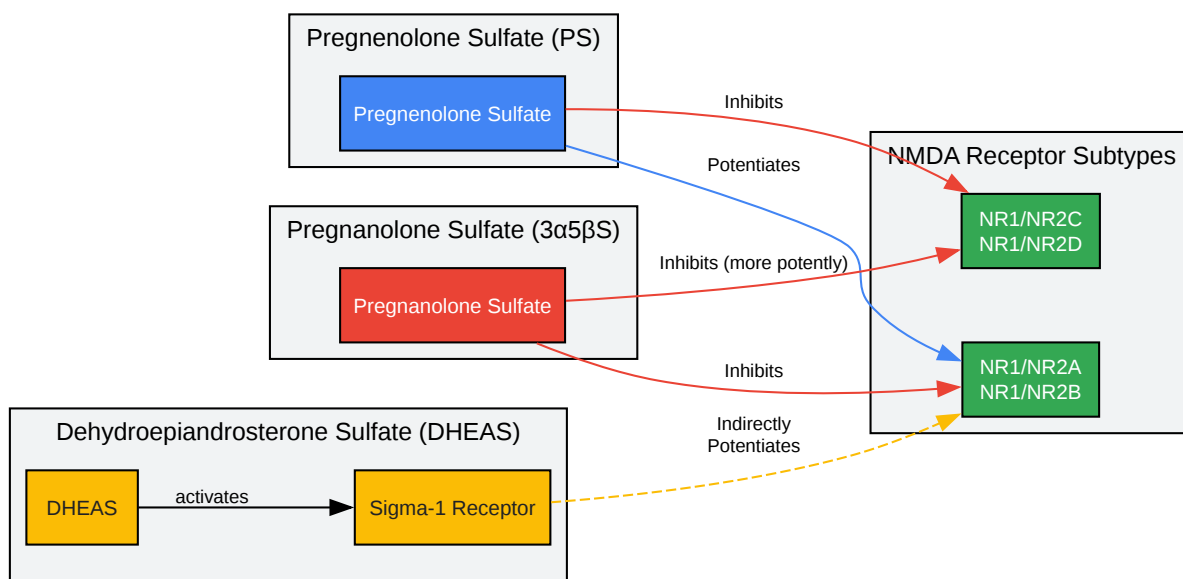 Pregnenolone Sulfate (PS)
Pregnenolone Sulfate
Inhibits
Potentiates
NMDA Receptor Subtypes
NR1/NR2C
NR1/NR2D
Pregnanolone Sulfate (3α5βS)
Pregnanolone Sulfate
Inhibits (more potently)
Inhibits
NR1/NR2A
NR1/NR2B
Dehydroepiandrosterone Sulfate (DHEAS)
DHEAS
activates
Sigma-1 Receptor
Indirectly
Potentiates